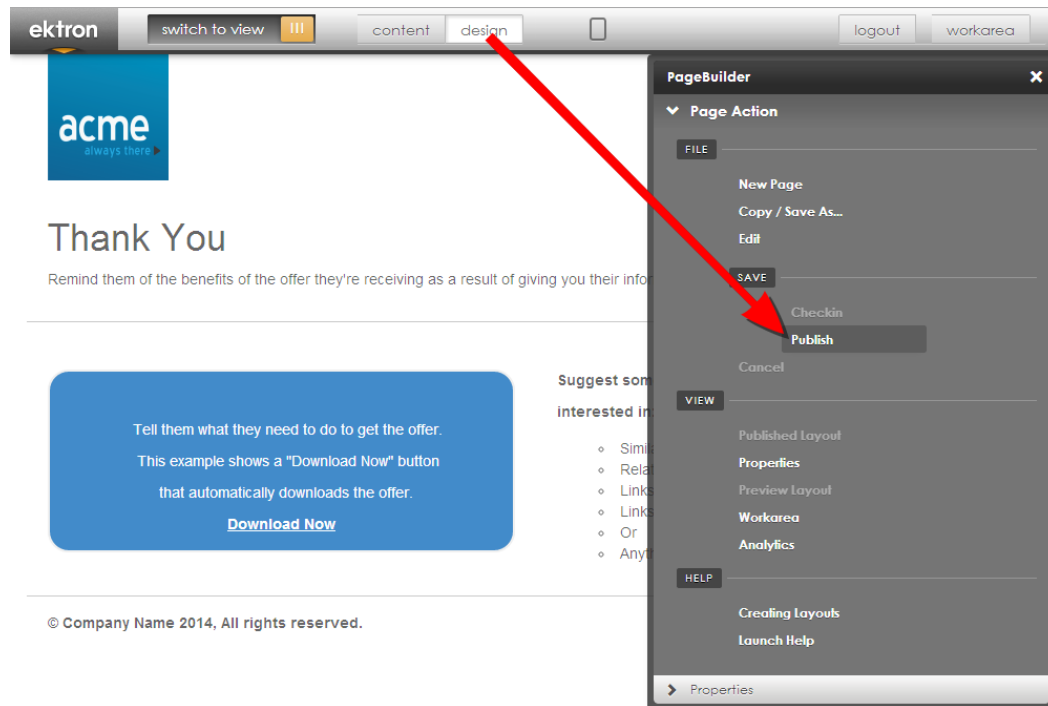 ektron switch to view content design logout workarea
acme
always there
Thank You
Remind them of the benefits of the offer they're receiving as a result of giving you their infor
Tell them what they need to do to get the offer.
This example shows a "Download Now" button
that automatically downloads the offer.
Download Now
Suggest som
interested in
Simil
Relat
Links
Links
Or
Anyt
© Company Name 2014, All rights reserved.
PageBuilder
Page Action
FILE
New Page
Copy / Save As...
Edit
SAVE
Checkin
Publish
Cancel
VIEW
Published Layout
Properties
Preview Layout
Workarea
Analytics
HELP
Creating Layouts
Launch Help
Properties